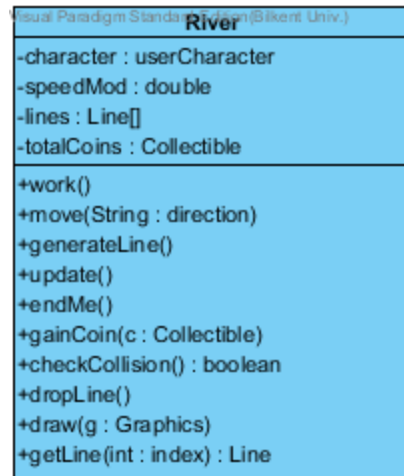 Visual Paradigm Standard Edition(Bilkent Univ.)
River
-character : userCharacter
-speedMod : double
-lines : Line[]
-totalCoins : Collectible
+work()
+move(String : direction)
+generateLine()
+update()
+endMe()
+gainCoin(c : Collectible)
+checkCollision() : boolean
+dropLine()
+draw(g : Graphics)
+getLine(int : index) : Line